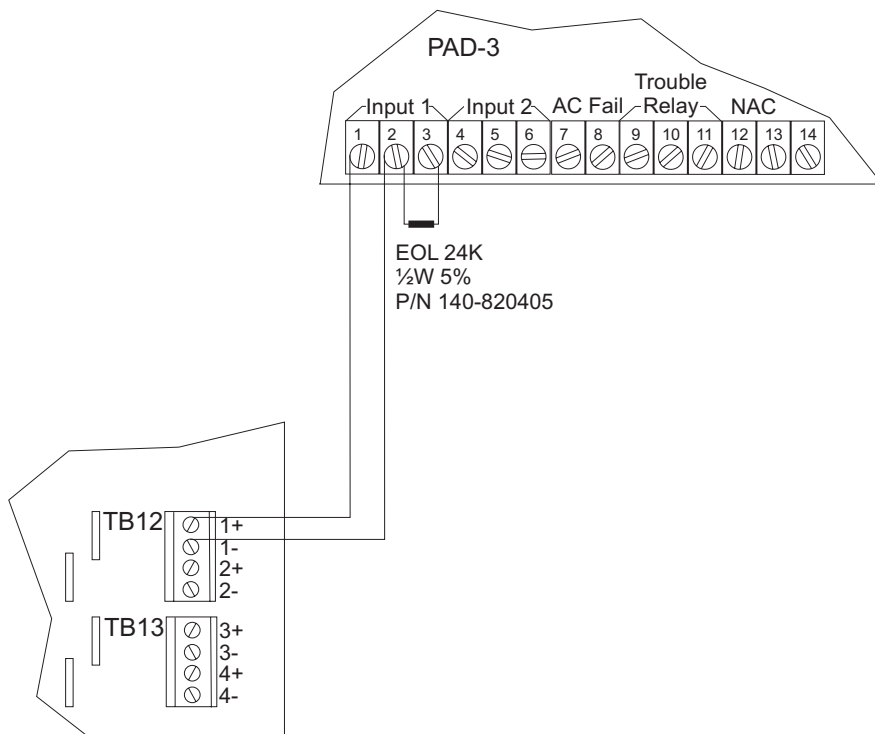 PAD-3
Trouble
Input 1 Input 2 AC Fail Relay NAC
1 2 3 4 5 6 7 8 9 10 11 12 13 14
EOL 24K
½W 5%
P/N 140-820405
TB12 1+
1-
2+
2-
TB13 3+
3-
4+
4-